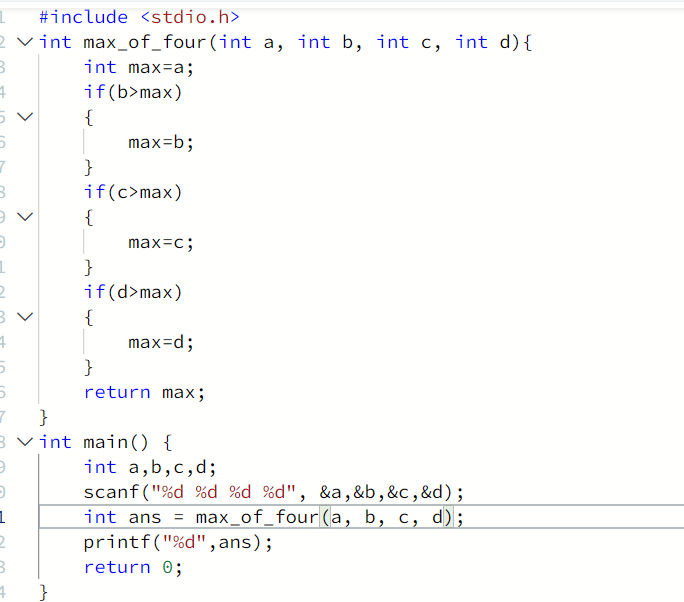 1 #include <stdio.h>
2 int max_of_four(int a, int b, int c, int d){
3 int max=a;
4 if(b>max)
5 {
6 max=b;
7 }
8 if(c>max)
9 {
0 max=c;
1 }
2 if(d>max)
3 {
4 max=d;
5 }
6 return max;
7 }
8 int main() {
9 int a,b,c,d;
0 scanf("%d %d %d %d", &a,&b,&c,&d);
1 int ans = max_of_four(a, b, c, d);
2 printf("%d",ans);
3 return 0;
4 }